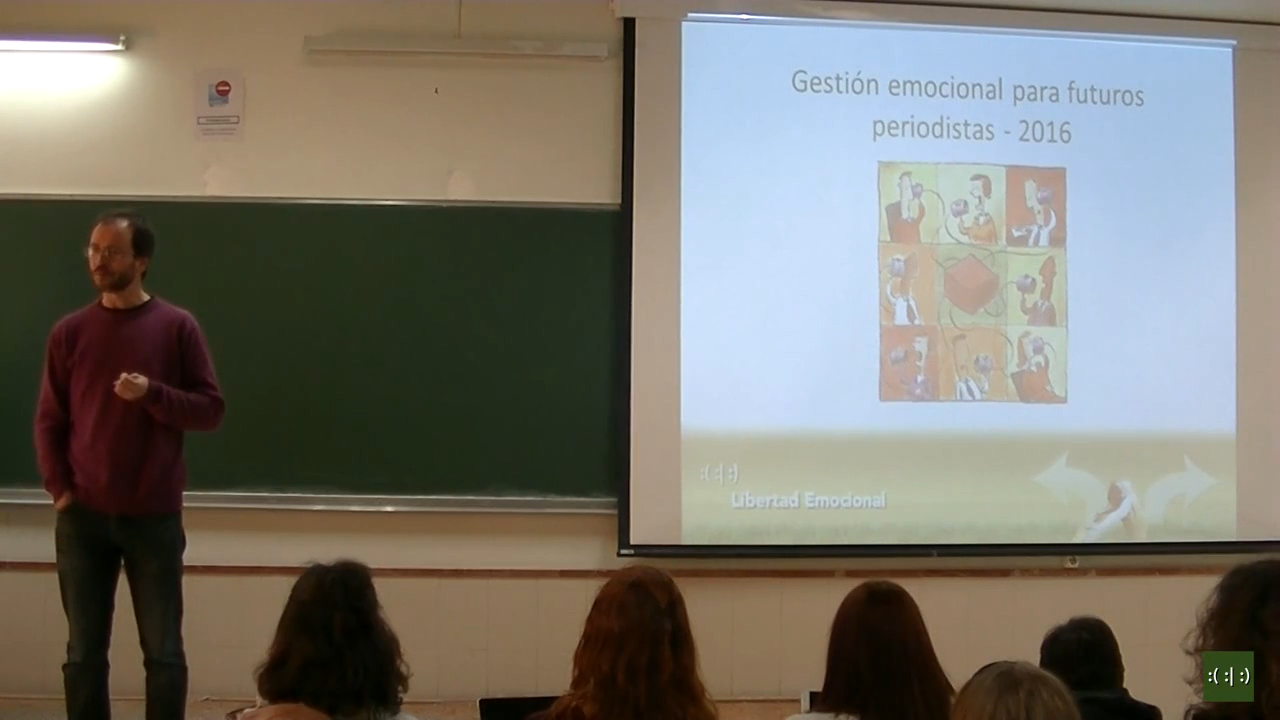 Gestión emocional para futuros
periodistas - 2016
:( :| :)
Libertad Emocional
:( :| :)